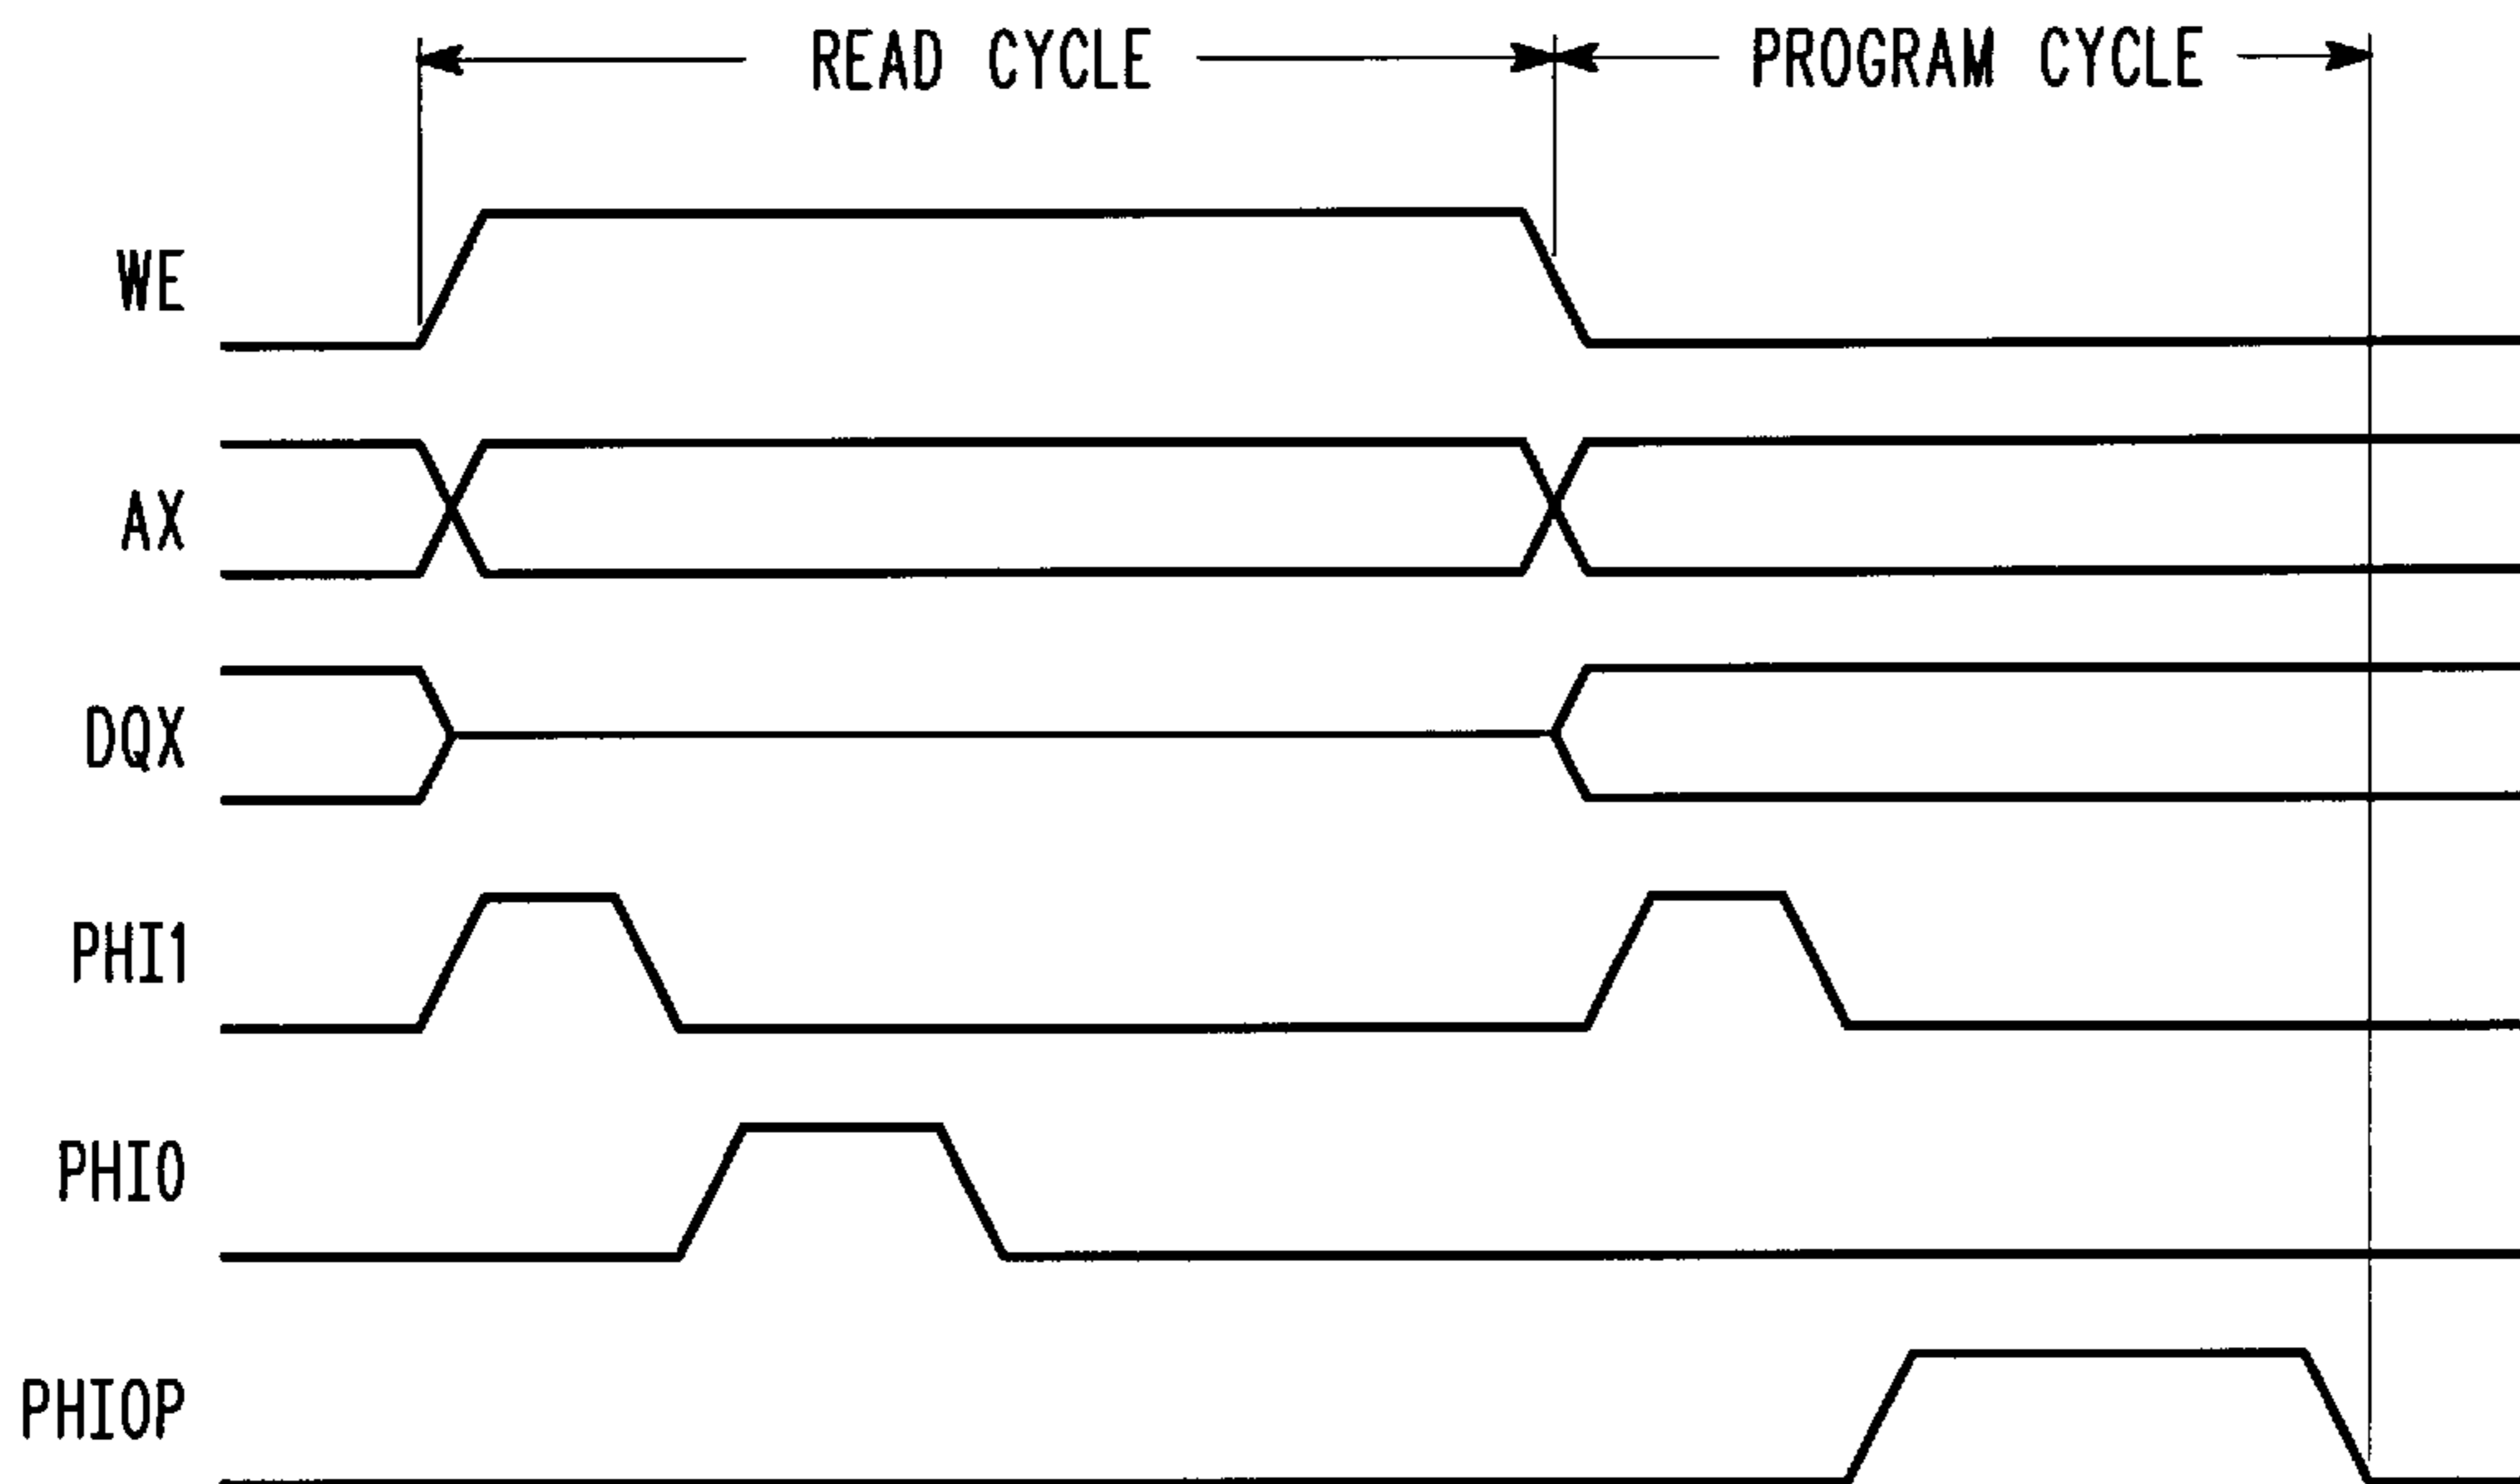 READ CYCLE
PROGRAM CYCLE
WE
AX
DQX
PHI1
PHI0
PHI0P